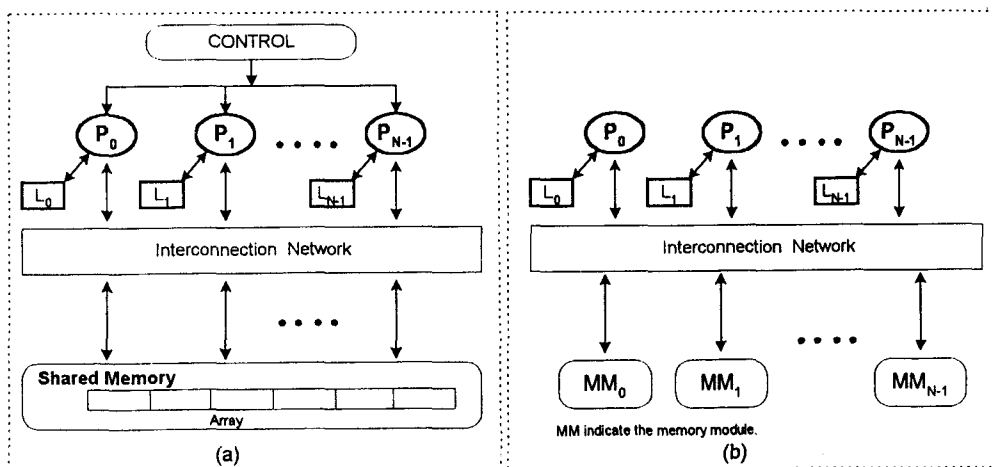 CONTROL
P0 P1 PN-1
L0 L1 LN-1
Interconnection Network
Shared Memory
Array
(a)
P0 P1 PN-1
L0 L1 LN-1
Interconnection Network
MM0 MM1 MMN-1
MM indicate the memory module.
(b)